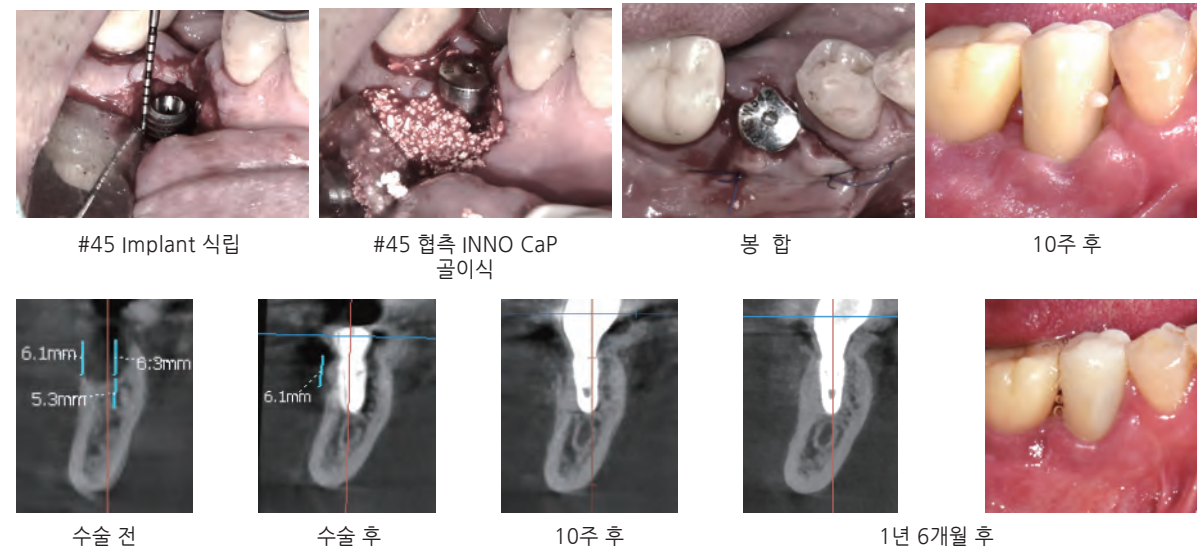 #45 Implant 식립
#45 협측 INNO CaP
골이식
봉 합
10주 후
6.1mm
6.3mm
5.3mm
6.1mm
수술 전
수술 후
10주 후
1년 6개월 후